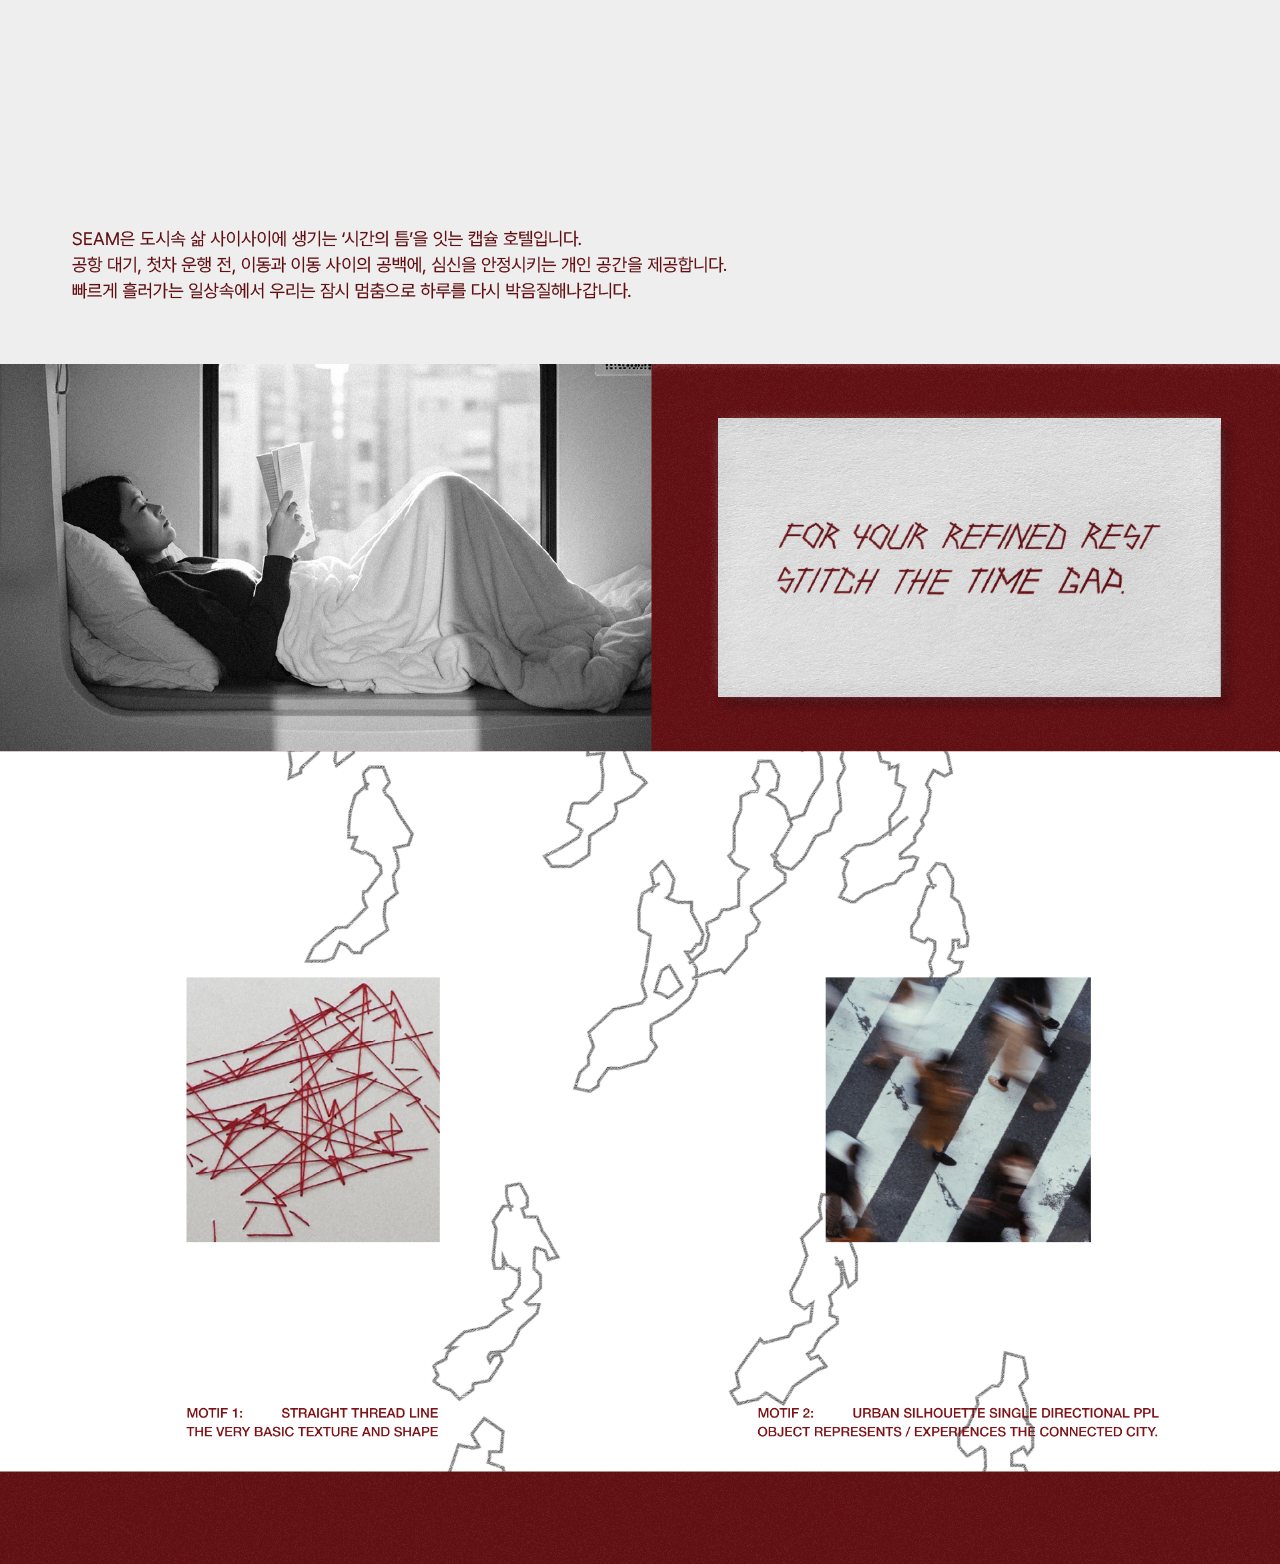 SEAM은 도시속 삶 사이사이에 생기는 ‘시간의 틈’을 잇는 캡슐 호텔입니다.
공항 대기, 첫차 운행 전, 이동과 이동 사이의 공백에, 심신을 안정시키는 개인 공간을 제공합니다.
빠르게 흘러가는 일상속에서 우리는 잠시 멈춤으로 하루를 다시 박음질해나갑니다.
FOR YOUR REFINED REST
STITCH THE TIME GAP.
MOTIF 1: STRAIGHT THREAD LINE
THE VERY BASIC TEXTURE AND SHAPE
MOTIF 2: URBAN SILHOUETTE SINGLE DIRECTIONAL PPL
OBJECT REPRESENTS / EXPERIENCES THE CONNECTED CITY.